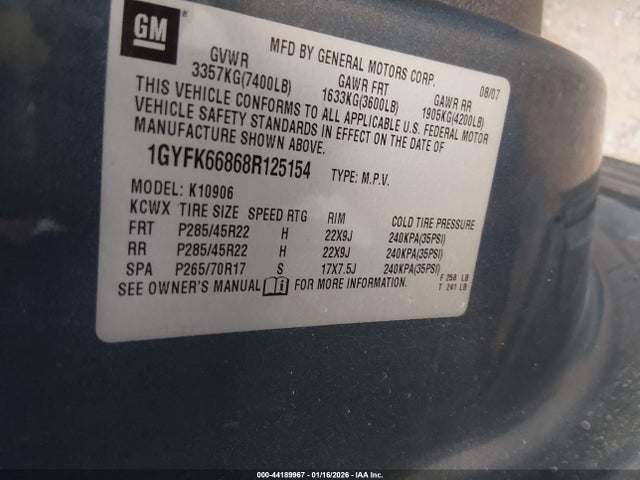 GM
MFD BY GENERAL MOTORS CORP. 08/07
GVWR GAWR FRT GAWR RR
3357KG(7400LB) 1633KG(3600LB) 1905KG(4200LB)
THIS VEHICLE CONFORMS TO ALL APPLICABLE U.S. FEDERAL MOTOR
VEHICLE SAFETY STANDARDS IN EFFECT ON THE DATE OF
MANUFACTURE SHOWN ABOVE.
1GYFK66868R125154 TYPE: M.P.V.
MODEL: K10906
KCWX TIRE SIZE SPEED RTG RIM COLD TIRE PRESSURE
FRT P285/45R22 H 22X9J 240KPA(35PSI)
RR P285/45R22 H 22X9J 240KPA(35PSI)
SPA P265/70R17 S 17X7.5J 240KPA(35PSI)
SEE OWNER'S MANUAL FOR MORE INFORMATION.
F 258 LB
T 241 LB
000-44189967 - 01/16/2026 - IAA Inc.